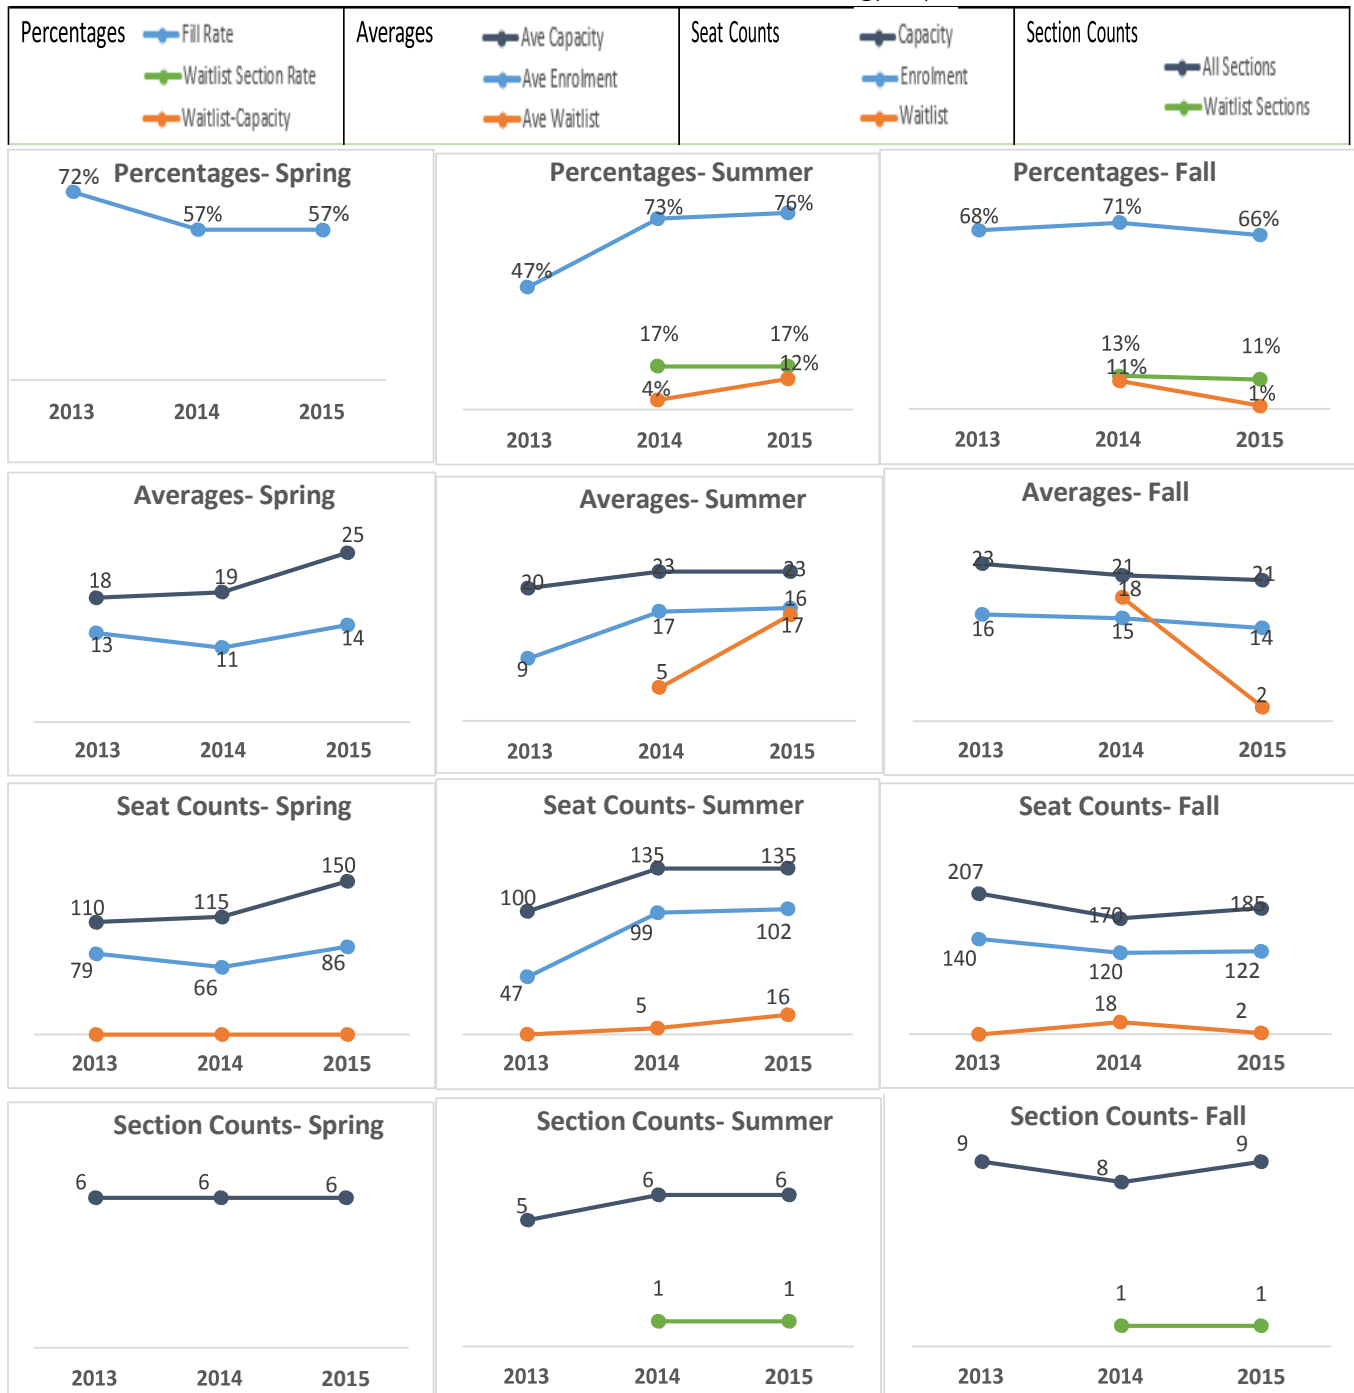 Percentages
Fill Rate
Waitlist Section Rate
Waitlist-Capacity
Averages
Ave Capacity
Ave Enrolment
Ave Waitlist
Seat Counts
Capacity
Enrolment
Waitlist
Section Counts
All Sections
Waitlist Sections
Percentages- Spring
72%
57%
57%
2013 2014 2015
Percentages- Summer
47%
73%
76%
17%
17%
4%
12%
2013 2014 2015
Percentages- Fall
68%
71%
66%
13%
11%
11%
1%
2013 2014 2015
Averages- Spring
18
19
25
13
11
14
2013 2014 2015
Averages- Summer
20
23
23
9
17
17
5
16
2013 2014 2015
Averages- Fall
23
21
21
16
15
14
18
2
2013 2014 2015
Seat Counts- Spring
110
115
150
79
66
86
2013 2014 2015
Seat Counts- Summer
100
135
135
47
99
102
5
16
2013 2014 2015
Seat Counts- Fall
207
170
185
140
120
122
18
2
2013 2014 2015
Section Counts- Spring
6
6
6
2013 2014 2015
Section Counts- Summer
5
6
6
1
1
2013 2014 2015
Section Counts- Fall
9
8
9
1
1
2013 2014 2015